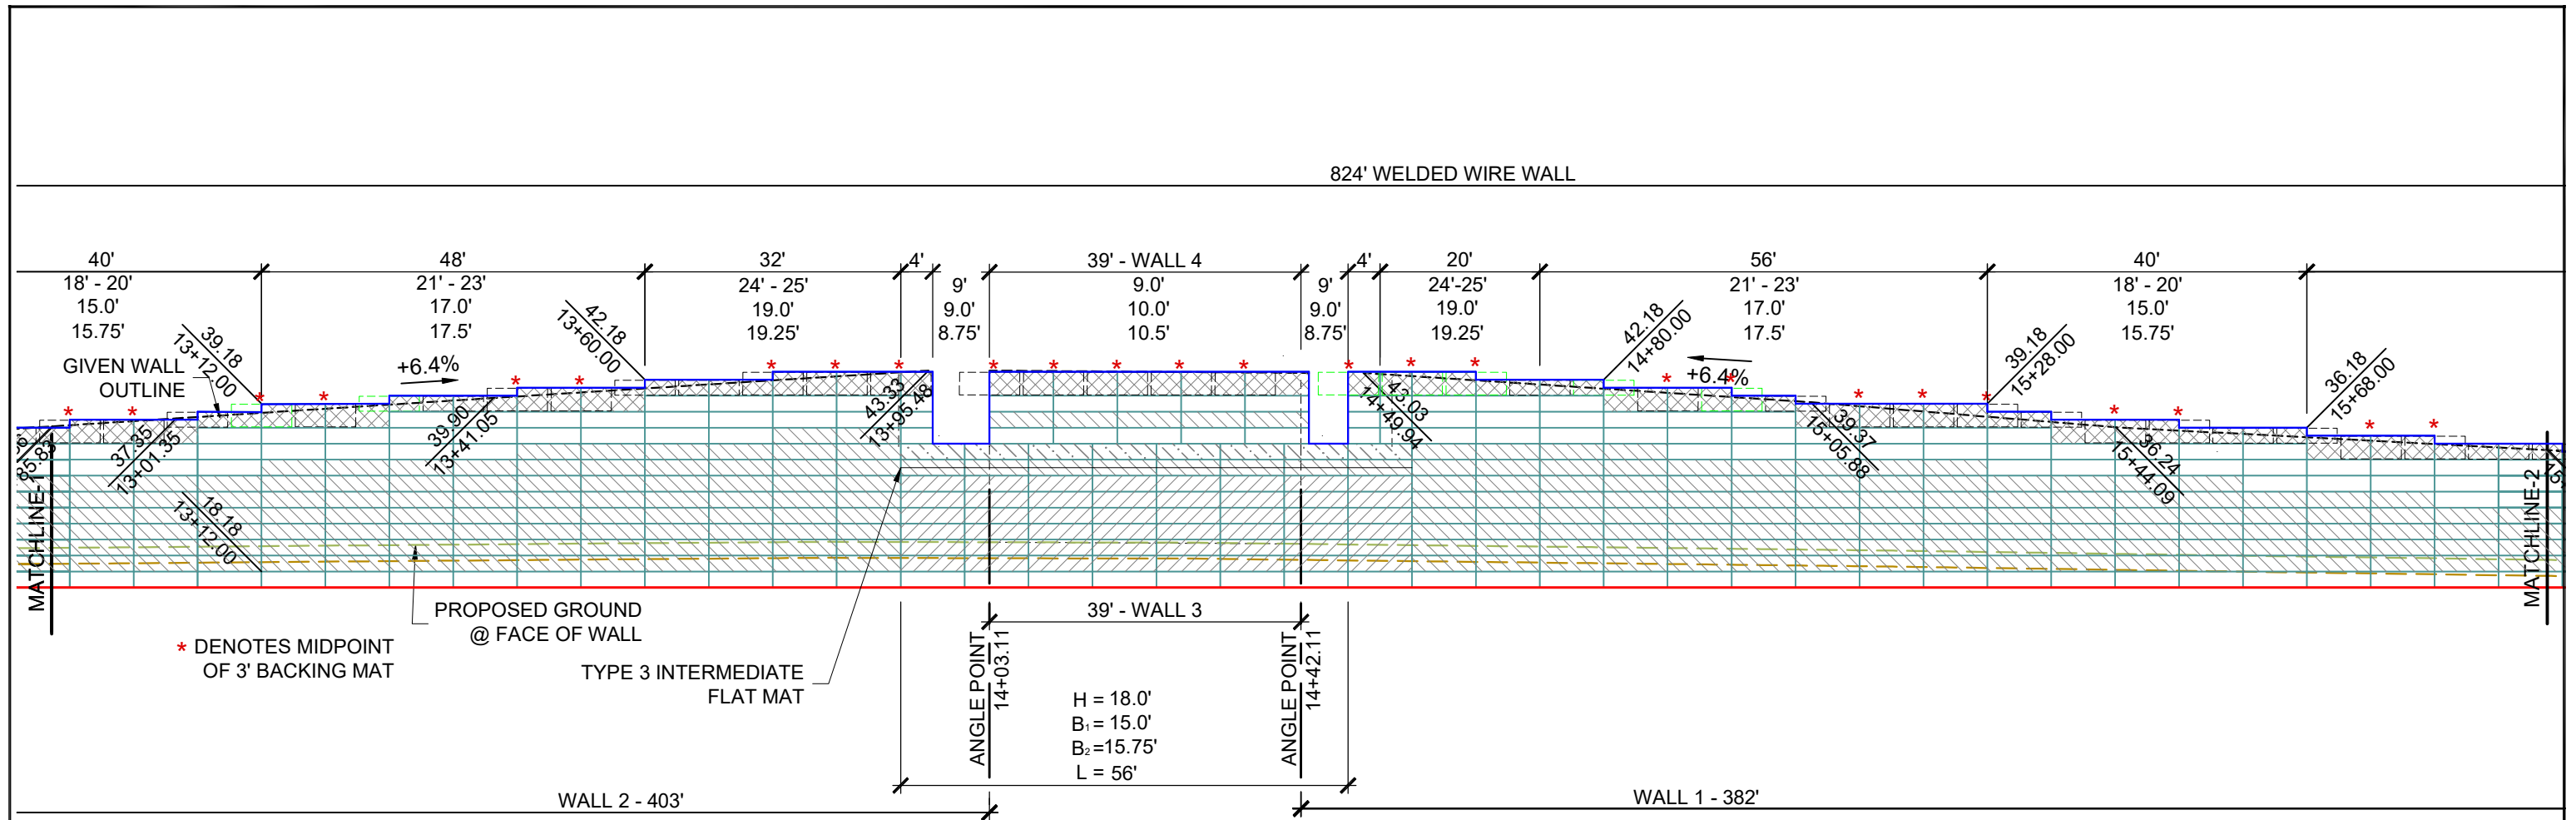 824' WELDED WIRE WALL
40'
18' - 20'
15.0'
15.75'
48'
21' - 23'
17.0'
17.5'
32'
24' - 25'
19.0'
19.25'
4'
9'
9.0'
8.75'
39' - WALL 4
9.0'
10.0'
10.5'
9'
9.0'
8.75'
4'
20'
24'-25'
19.0'
19.25'
56'
21' - 23'
17.0'
17.5'
40'
18' - 20'
15.0'
15.75'
GIVEN WALL
OUTLINE
39.18
13+12.00
+6.4%
42.18
13+60.00
42.18
14+80.00
+6.4%
39.18
15+28.00
36.18
15+68.00
85.83
37.35
13+01.35
39.90
13+41.05
43.33
13+95.48
43.03
14+49.94
39.37
15+05.88
36.24
15+44.09
18.18
13+12.00
MATCHLINE-1
MATCHLINE-2
PROPOSED GROUND
@ FACE OF WALL
* DENOTES MIDPOINT
OF 3' BACKING MAT
TYPE 3 INTERMEDIATE
FLAT MAT
39' - WALL 3
ANGLE POINT
14+03.11
ANGLE POINT
14+42.11
H = 18.0'
B₁ = 15.0'
B₂ =15.75'
L = 56'
WALL 2 - 403'
WALL 1 - 382'